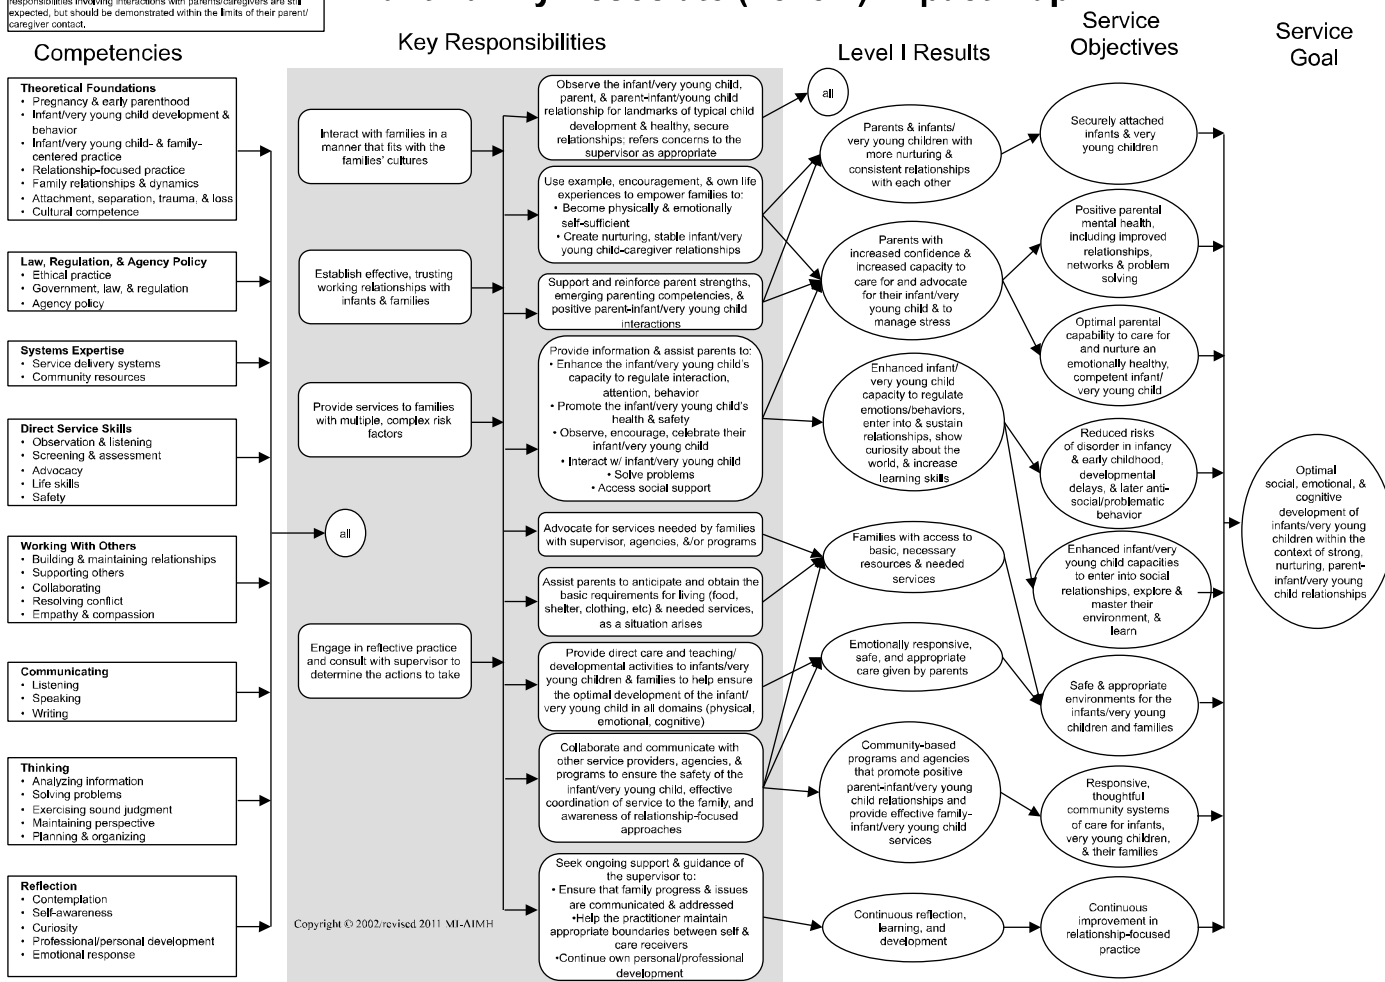 responsibilities involving interactions with parents/caregivers are still
expected, but should be demonstrated within the limits of their parent/
caregiver contact.
Competencies
Key Responsibilities
Level I Results
Service
Objectives
Service
Goal
Theoretical Foundations
• Pregnancy & early parenthood
• Infant/very young child development &
behavior
• Infant/very young child- & family-
centered practice
• Relationship-focused practice
• Family relationships & dynamics
• Attachment, separation, trauma, & loss
• Cultural competence
Law, Regulation, & Agency Policy
• Ethical practice
• Government, law, & regulation
• Agency policy
Systems Expertise
• Service delivery systems
• Community resources
Direct Service Skills
• Observation & listening
• Screening & assessment
• Advocacy
• Life skills
• Safety
Working With Others
• Building & maintaining relationships
• Supporting others
• Collaborating
• Resolving conflict
• Empathy & compassion
Communicating
• Listening
• Speaking
• Writing
Thinking
• Analyzing information
• Solving problems
• Exercising sound judgment
• Maintaining perspective
• Planning & organizing
Reflection
• Contemplation
• Self-awareness
• Curiosity
• Professional/personal development
• Emotional response
all
Interact with families in a
manner that fits with the
families' cultures
Establish effective, trusting
working relationships with
infants & families
Provide services to families
with multiple, complex risk
factors
Engage in reflective practice
and consult with supervisor to
determine the actions to take
Copyright © 2002/revised 2011 MI-AIMH
Observe the infant/very young child,
parent, & parent-infant/young child
relationship for landmarks of typical child
development & healthy, secure
relationships; refers concerns to the
supervisor as appropriate
Use example, encouragement, & own life
experiences to empower families to:
• Become physically & emotionally
self-sufficient
• Create nurturing, stable infant/very
young child-caregiver relationships
Support and reinforce parent strengths,
emerging parenting competencies, &
positive parent-infant/very young child
interactions
Provide information & assist parents to:
• Enhance the infant/very young child's
capacity to regulate interaction,
attention, behavior
• Promote the infant/very young child's
health & safety
• Observe, encourage, celebrate their
infant/very young child
• Interact w/ infant/very young child
• Solve problems
• Access social support
Advocate for services needed by families
with supervisor, agencies, &/or programs
Assist parents to anticipate and obtain the
basic requirements for living (food,
shelter, clothing, etc) & needed services,
as a situation arises
Provide direct care and teaching/
developmental activities to infants/very
young children & families to help ensure
the optimal development of the infant/
very young child in all domains (physical,
emotional, cognitive)
Collaborate and communicate with
other service providers, agencies, &
programs to ensure the safety of the
infant/very young child, effective
coordination of service to the family, and
awareness of relationship-focused
approaches
Seek ongoing support & guidance of
the supervisor to:
• Ensure that family progress & issues
are communicated & addressed
•Help the practitioner maintain
appropriate boundaries between self &
care receivers
•Continue own personal/professional
development
all
Parents & infants/
very young children with
more nurturing &
consistent relationships
with each other
Parents with
increased confidence &
increased capacity to
care for and advocate
for their infant/very
young child & to
manage stress
Enhanced infant/
very young child
capacity to regulate
emotions/behaviors,
enter into & sustain
relationships, show
curiosity about the
world, & increase
learning skills
Families with access to
basic, necessary
resources & needed
services
Emotionally responsive,
safe, and appropriate
care given by parents
Community-based
programs and agencies
that promote positive
parent-infant/very young
child relationships and
provide effective family-
infant/very young child
services
Continuous reflection,
learning, and
development
Securely attached
infants & very
young children
Positive parental
mental health,
including improved
relationships,
networks & problem
solving
Optimal parental
capability to care for
and nurture an
emotionally healthy,
competent infant/
very young child
Reduced risks
of disorder in infancy
& early childhood,
developmental
delays, & later anti-
social/problematic
behavior
Enhanced infant/very
young child capacities
to enter into social
relationships, explore &
master their
environment, &
learn
Safe & appropriate
environments for the
infants/very young
children and families
Responsive,
thoughtful
community systems
of care for infants,
very young children,
& their families
Continuous
improvement in
relationship-focused
practice
Optimal
social, emotional, &
cognitive
development of
infants/very young
children within the
context of strong,
nurturing, parent-
infant/very young
child relationships